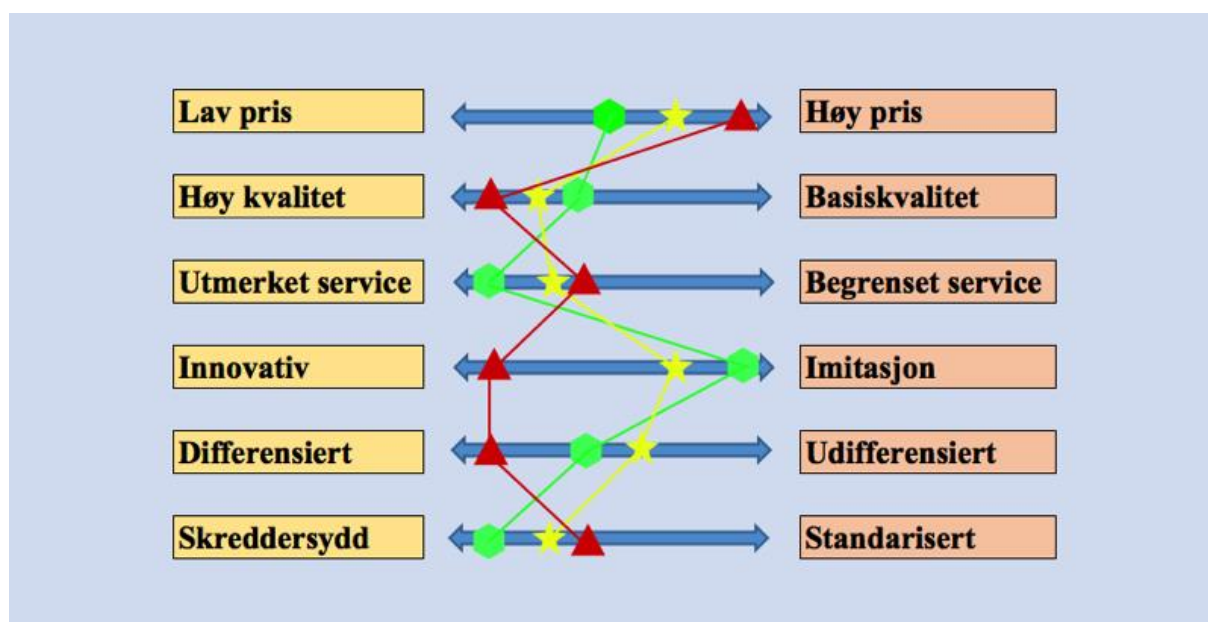 Lav pris
Høy pris
Høy kvalitet
Basiskvalitet
Utmerket service
Begrenset service
Innovativ
Imitasjon
Differensiert
Udifferensiert
Skreddersydd
Standarisert